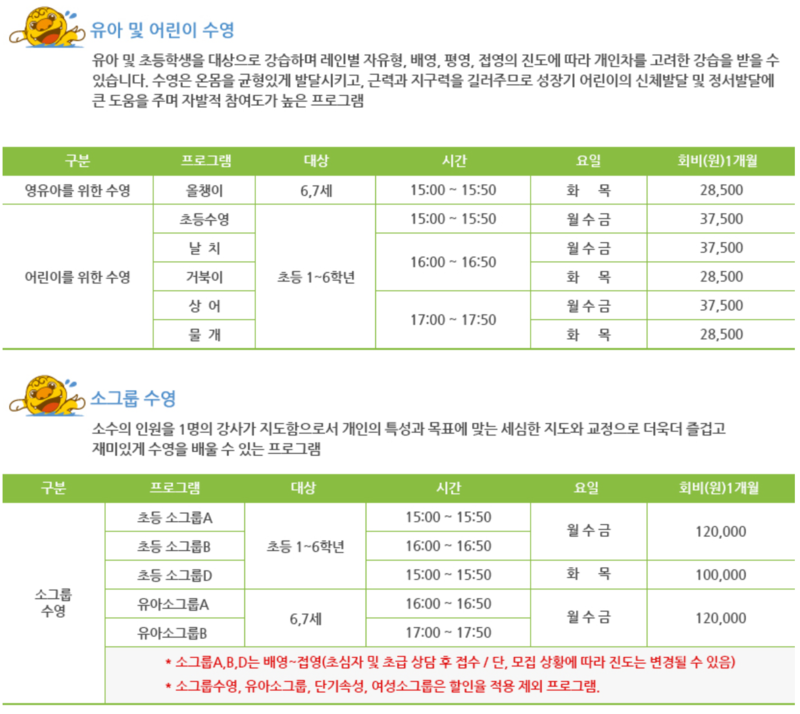 유아 및 어린이 수영
유아 및 초등학생을 대상으로 강습하며 레인별 자유형, 배영, 평영, 접영의 진도에 따라 개인차를 고려한 강습을 받을 수
있습니다. 수영은 온몸을 균형있게 발달시키고, 근력과 지구력을 길러주므로 성장기 어린이의 신체발달 및 정서발달에
큰 도움을 주며 자발적 참여도가 높은 프로그램
구분 프로그램 대상 시간 요일 회비(원)1개월
영유아를 위한 수영 올챙이 6,7세 15:00 ~ 15:50 화 목 28,500
초등수영 15:00 ~ 15:50 월 수 금 37,500
날 치 월 수 금 37,500
16:00 ~ 16:50
어린이를 위한 수영 거북이 초등 1~6학년 화 목 28,500
상 어 월 수 금 37,500
17:00 ~ 17:50
물 개 화 목 28,500
소그룹 수영
소수의 인원을 1명의 강사가 지도함으로서 개인의 특성과 목표에 맞는 세심한 지도와 교정으로 더욱더 즐겁고
재미있게 수영을 배울 수 있는 프로그램
구분 프로그램 대상 시간 요일 회비(원)1개월
초등 소그룹A 15:00 ~ 15:50
월 수 금 120,000
초등 소그룹B 초등 1~6학년 16:00 ~ 16:50
초등 소그룹D 15:00 ~ 15:50 화 목 100,000
소그룹
수영
유아소그룹A 16:00 ~ 16:50
6,7세 월 수 금 120,000
유아소그룹B 17:00 ~ 17:50
* 소그룹A,B,D는 배영~접영(초심자 및 초급 상담 후 접수 / 단, 모집 상황에 따라 진도는 변경될 수 있음)
* 소그룹수영, 유아소그룹, 단기속성, 여성소그룹은 할인율 적용 제외 프로그램.